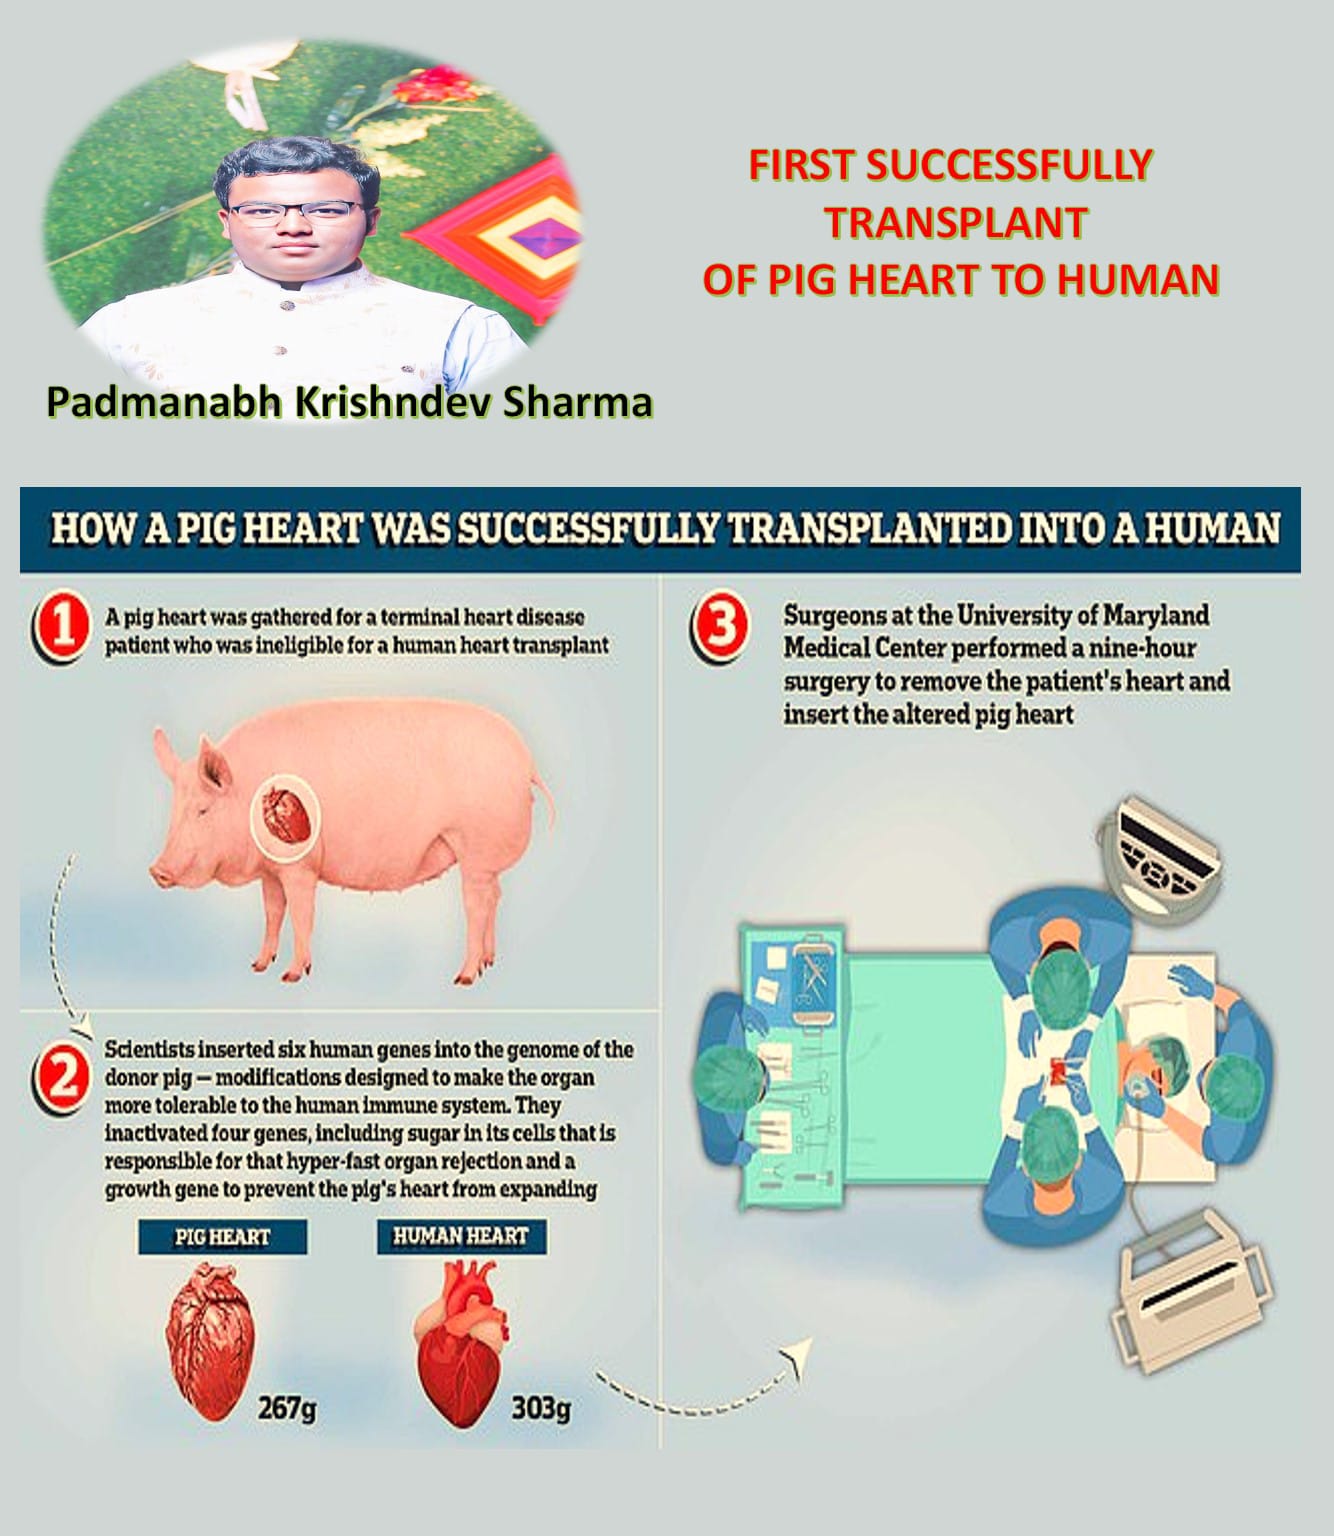 FIRST SUCCESSFULLY
TRANSPLANT
OF PIG HEART TO HUMAN
Padmanabh Krishndev Sharma
HOW A PIG HEART WAS SUCCESSFULLY TRANSPLANTED INTO A HUMAN
1
A pig heart was gathered for a terminal heart disease
patient who was ineligible for a human heart transplant
2
Scientists inserted six human genes into the genome of the
donor pig — modifications designed to make the organ
more tolerable to the human immune system. They
inactivated four genes, including sugar in its cells that is
responsible for that hyper-fast organ rejection and a
growth gene to prevent the pig's heart from expanding
PIG HEART
HUMAN HEART
267g
303g
3
Surgeons at the University of Maryland
Medical Center performed a nine-hour
surgery to remove the patient's heart and
insert the altered pig heart